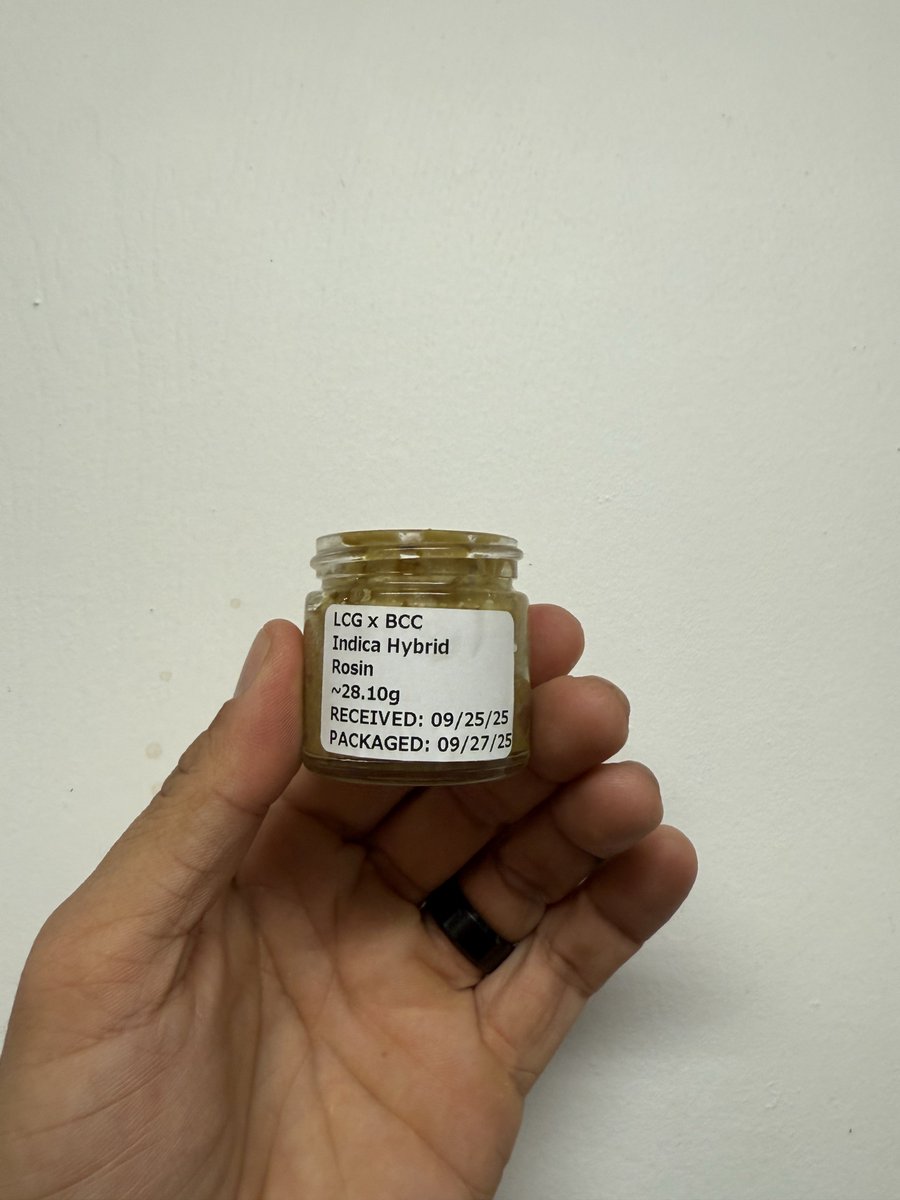 LCG x BCC
Indica Hybrid
Rosin
~28.10g
RECEIVED: 09/25/25
PACKAGED: 09/27/25